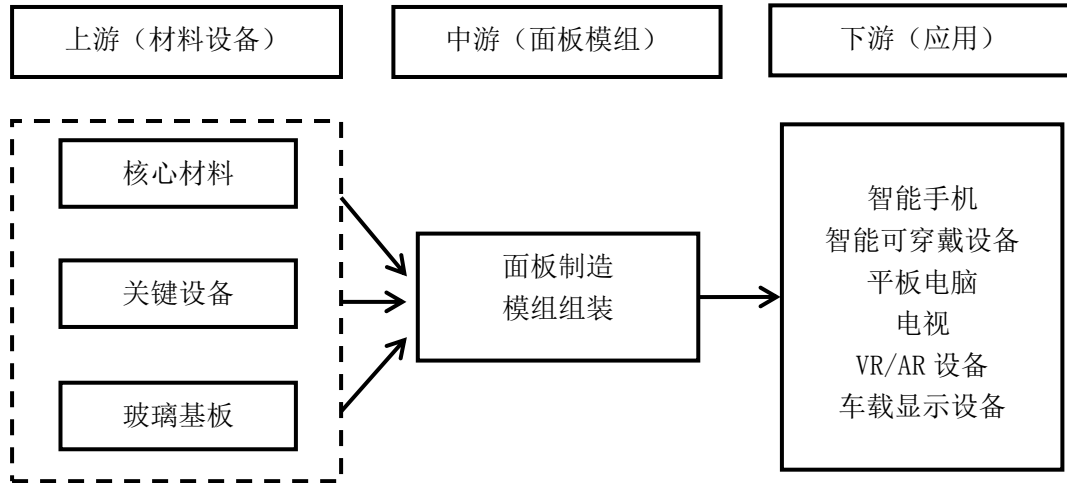 上游（材料设备）
中游（面板模组）
下游（应用）
核心材料
关键设备
玻璃基板
面板制造
模组组装
智能手机
智能可穿戴设备
平板电脑
电视
VR/AR 设备
车载显示设备